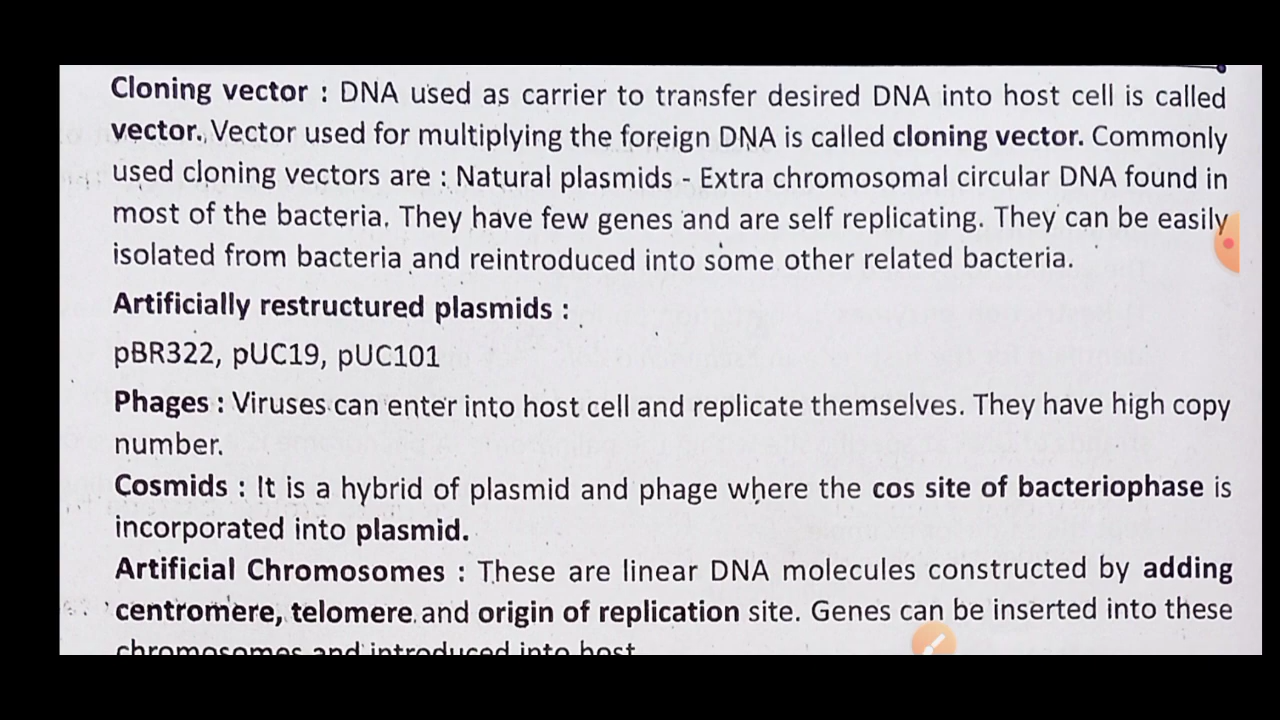 Cloning vector : DNA used as carrier to transfer desired DNA into host cell is called
vector. Vector used for multiplying the foreign DNA is called cloning vector. Commonly
used cloning vectors are : Natural plasmids - Extra chromosomal circular DNA found in
most of the bacteria. They have few genes and are self replicating. They can be easily
isolated from bacteria and reintroduced into some other related bacteria.
Artificially restructured plasmids :
pBR322, pUC19, pUC101
Phages : Viruses can enter into host cell and replicate themselves. They have high copy
number.
Cosmids : It is a hybrid of plasmid and phage where the cos site of bacteriophase is
incorporated into plasmid.
Artificial Chromosomes : These are linear DNA molecules constructed by adding
centromere, telomere and origin of replication site. Genes can be inserted into these
chromosomes and introduced into host